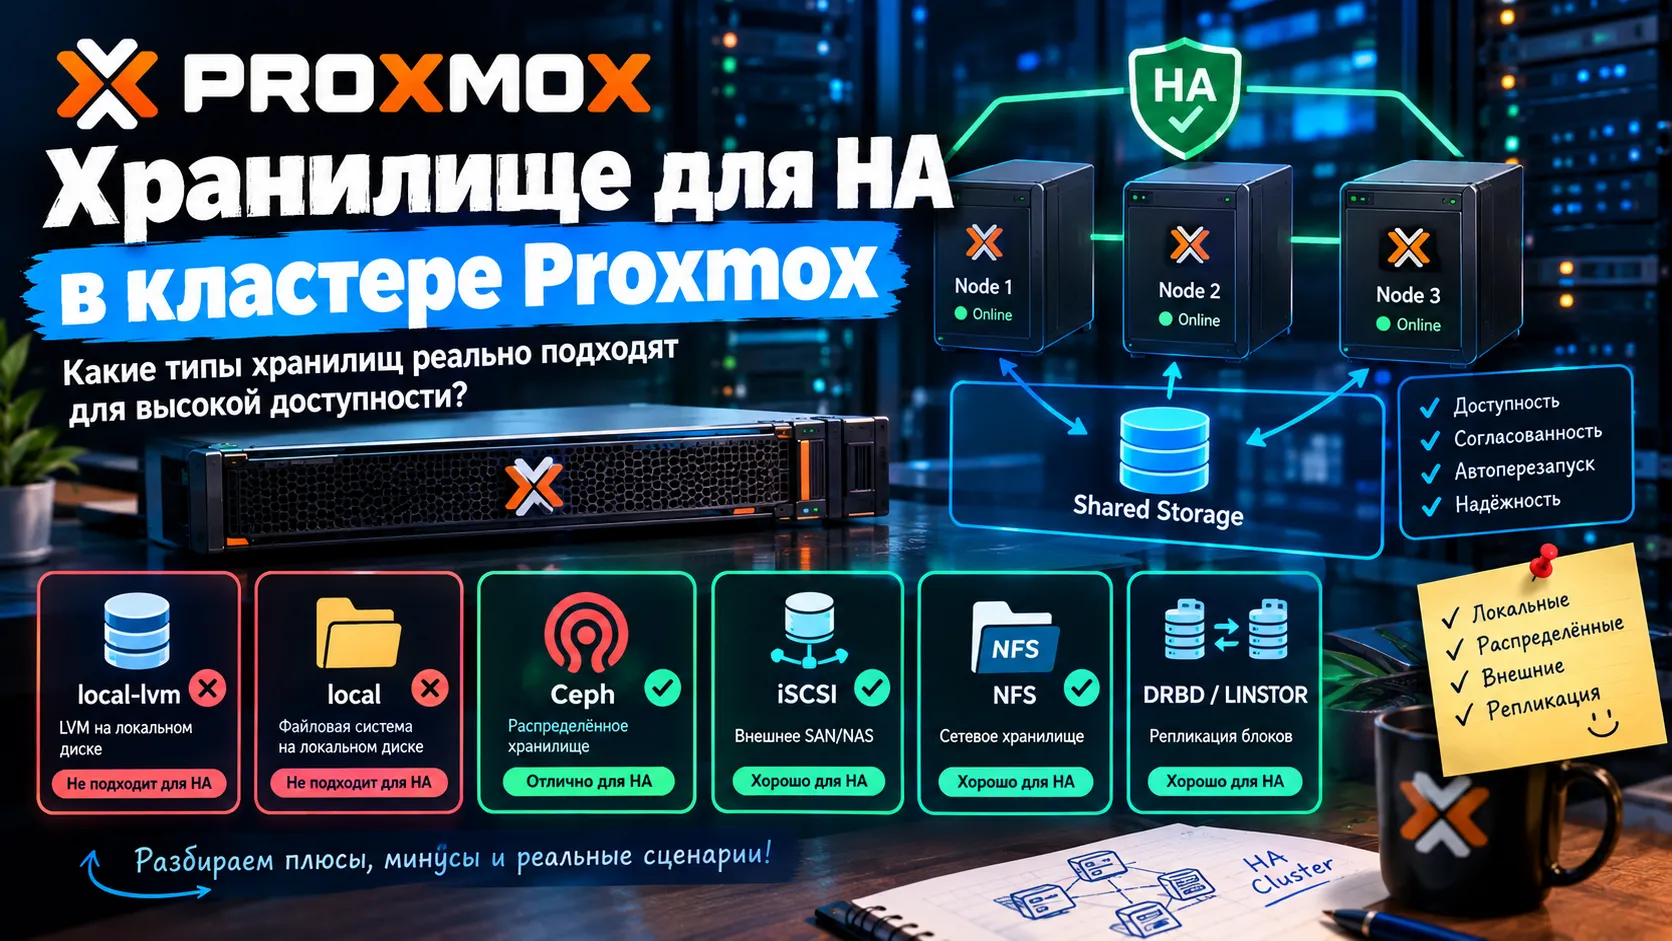 PROXMOX
Хранилище для HA
в кластере Proxmox
Какие типы хранилищ реально подходят
для высокой доступности?
HA
Node 1
Online
Node 2
Online
Node 3
Online
Shared Storage
Доступность
Согласованность
Автоперезапуск
Надёжность
local-lvm
LVM на локальном
диске
Не подходит для HA
local
Файловая система
на локальном диске
Не подходит для HA
Ceph
Распределённое
хранилище
Отлично для HA
iSCSI
Внешнее SAN/NAS
Хорошо для HA
NFS
NFS
Сетевое хранилище
Хорошо для HA
DRBD / LINSTOR
Репликация блоков
Хорошо для HA
Локальные
Распределённые
Внешние
Репликация
Разбираем плюсы, минусы и реальные сценарии!
HA
Cluster